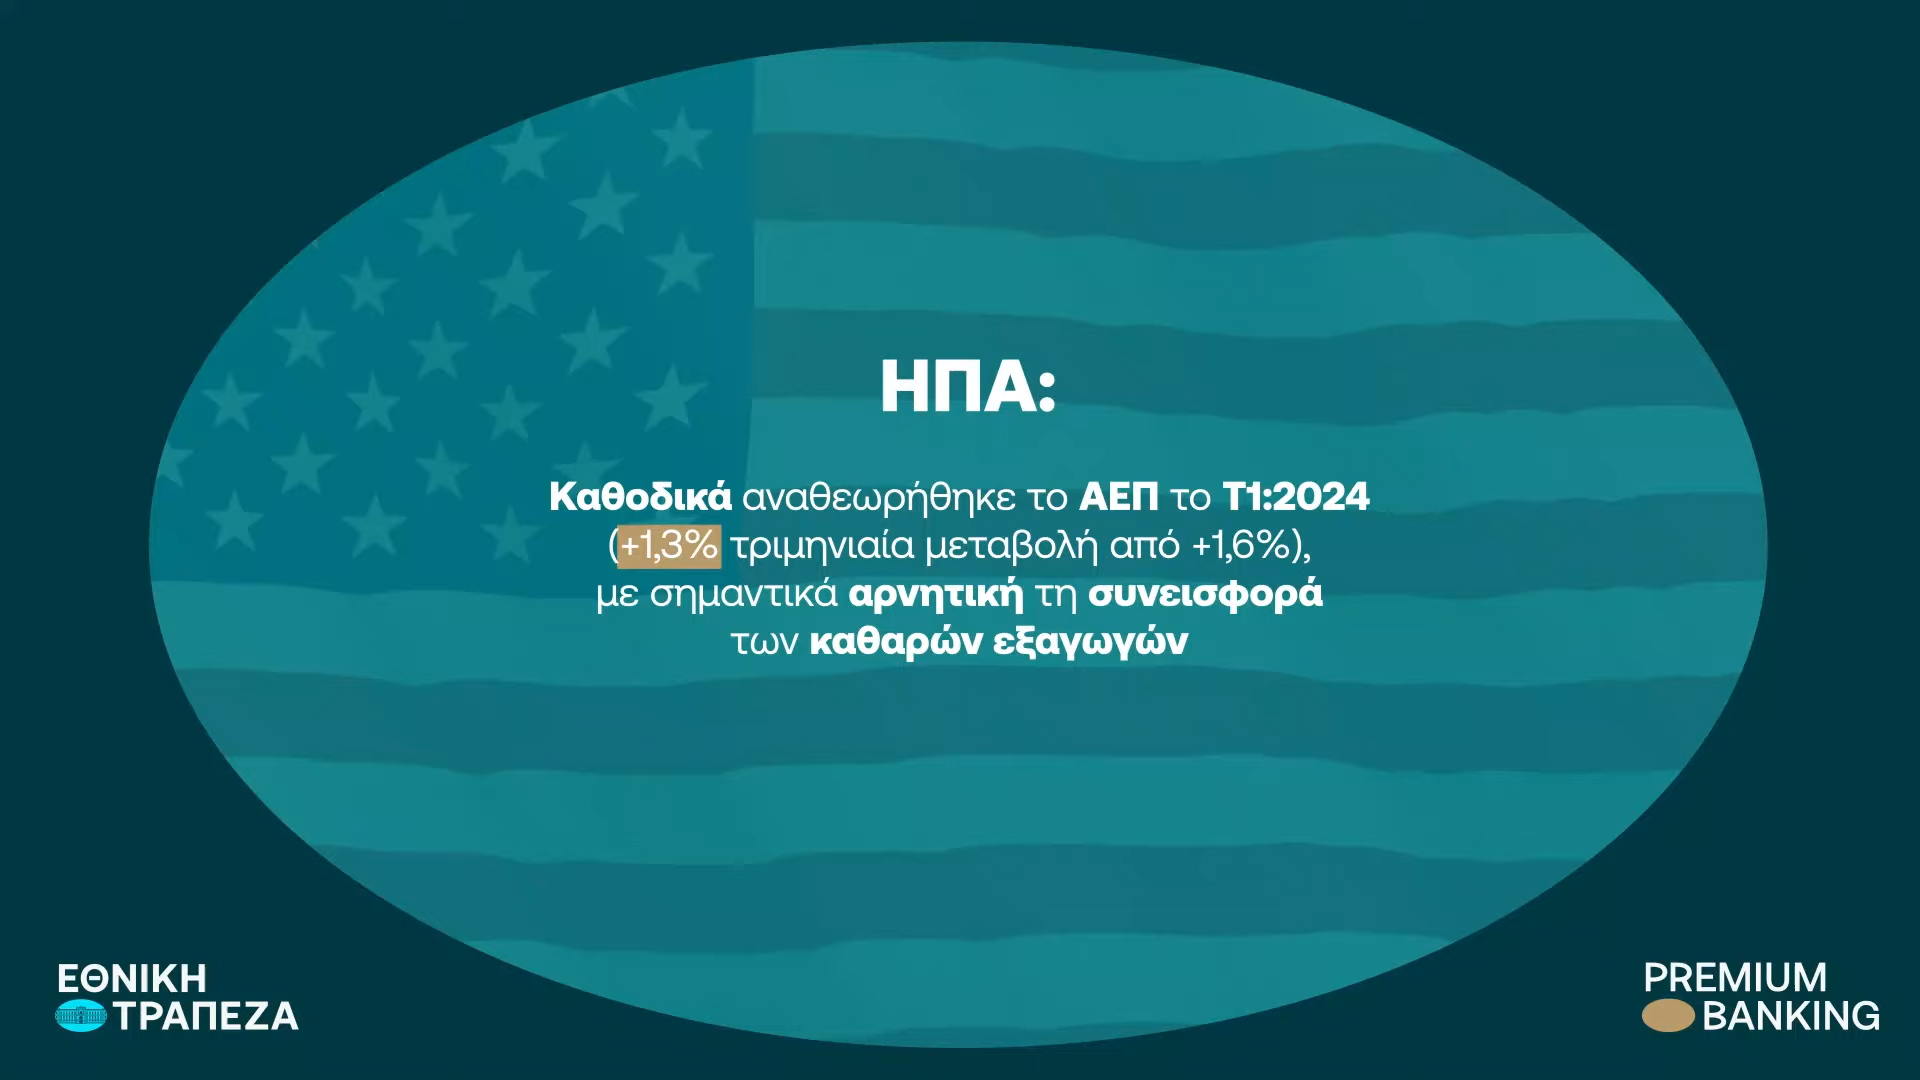 ΗΠΑ:
Καθοδικά αναθεωρήθηκε το ΑΕΠ το Τ1:2024
(+1,3% τριμηνιαία μεταβολή από +1,6%),
με σημαντικά αρνητική τη συνεισφορά
των καθαρών εξαγωγών
ΕΘΝΙΚΗ
ΤΡΑΠΕΖΑ
PREMIUM
BANKING